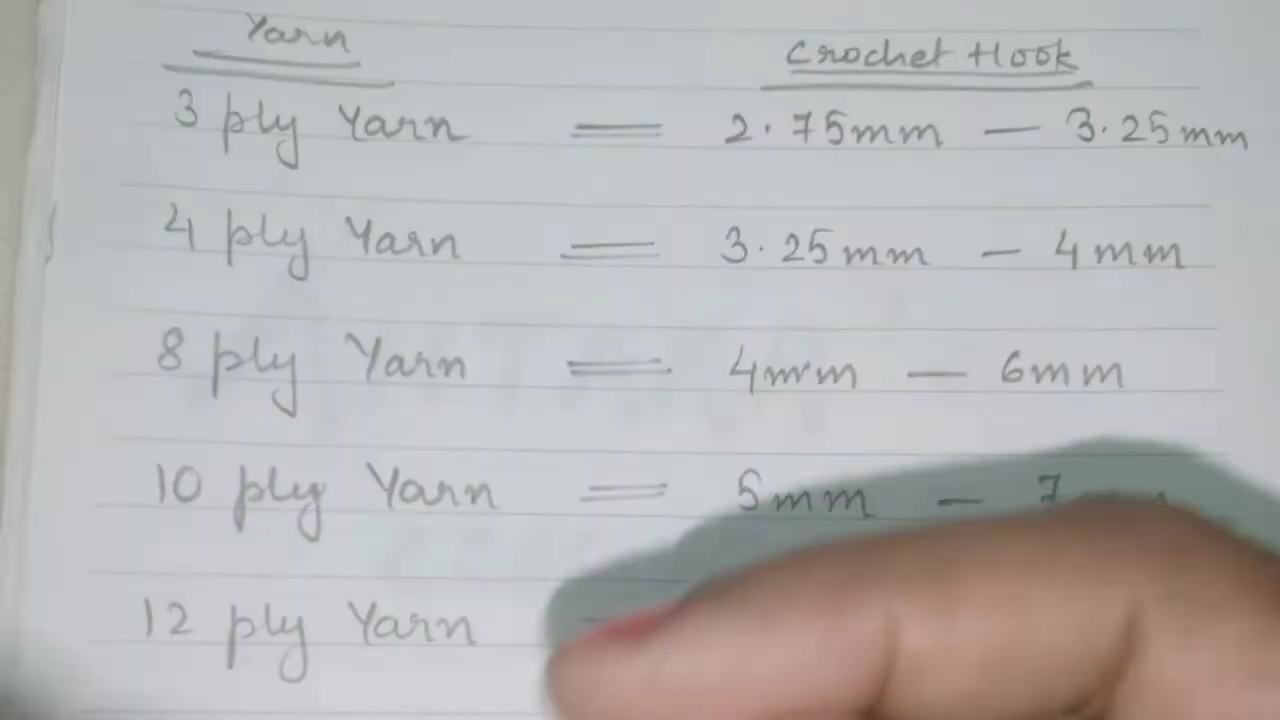 Yarn Crochet Hook
3 ply Yarn = 2.75mm - 3.25mm
4 ply Yarn = 3.25mm - 4mm
8 ply Yarn = 4mm - 6mm
10 ply Yarn = 5mm - 7
12 ply Yarn